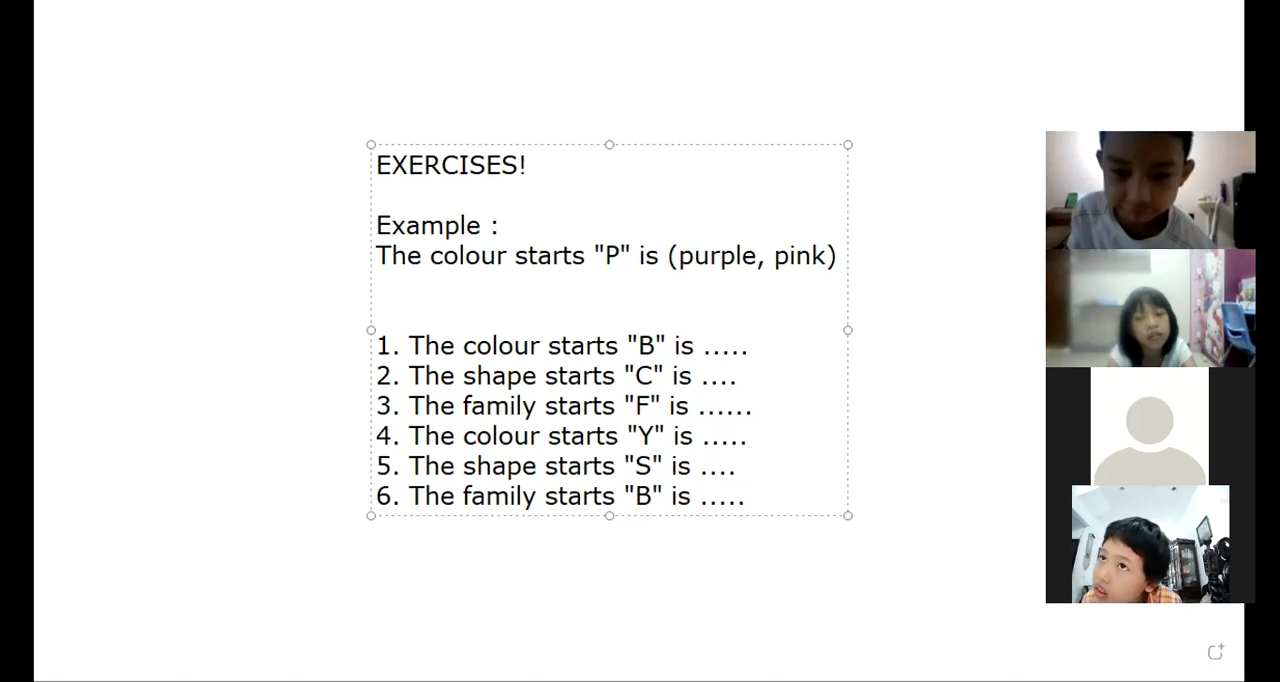 EXERCISES!
Example :
The colour starts "P" is (purple, pink)
1. The colour starts "B" is .....
2. The shape starts "C" is ....
3. The family starts "F" is ......
4. The colour starts "Y" is .....
5. The shape starts "S" is ....
6. The family starts "B" is .....